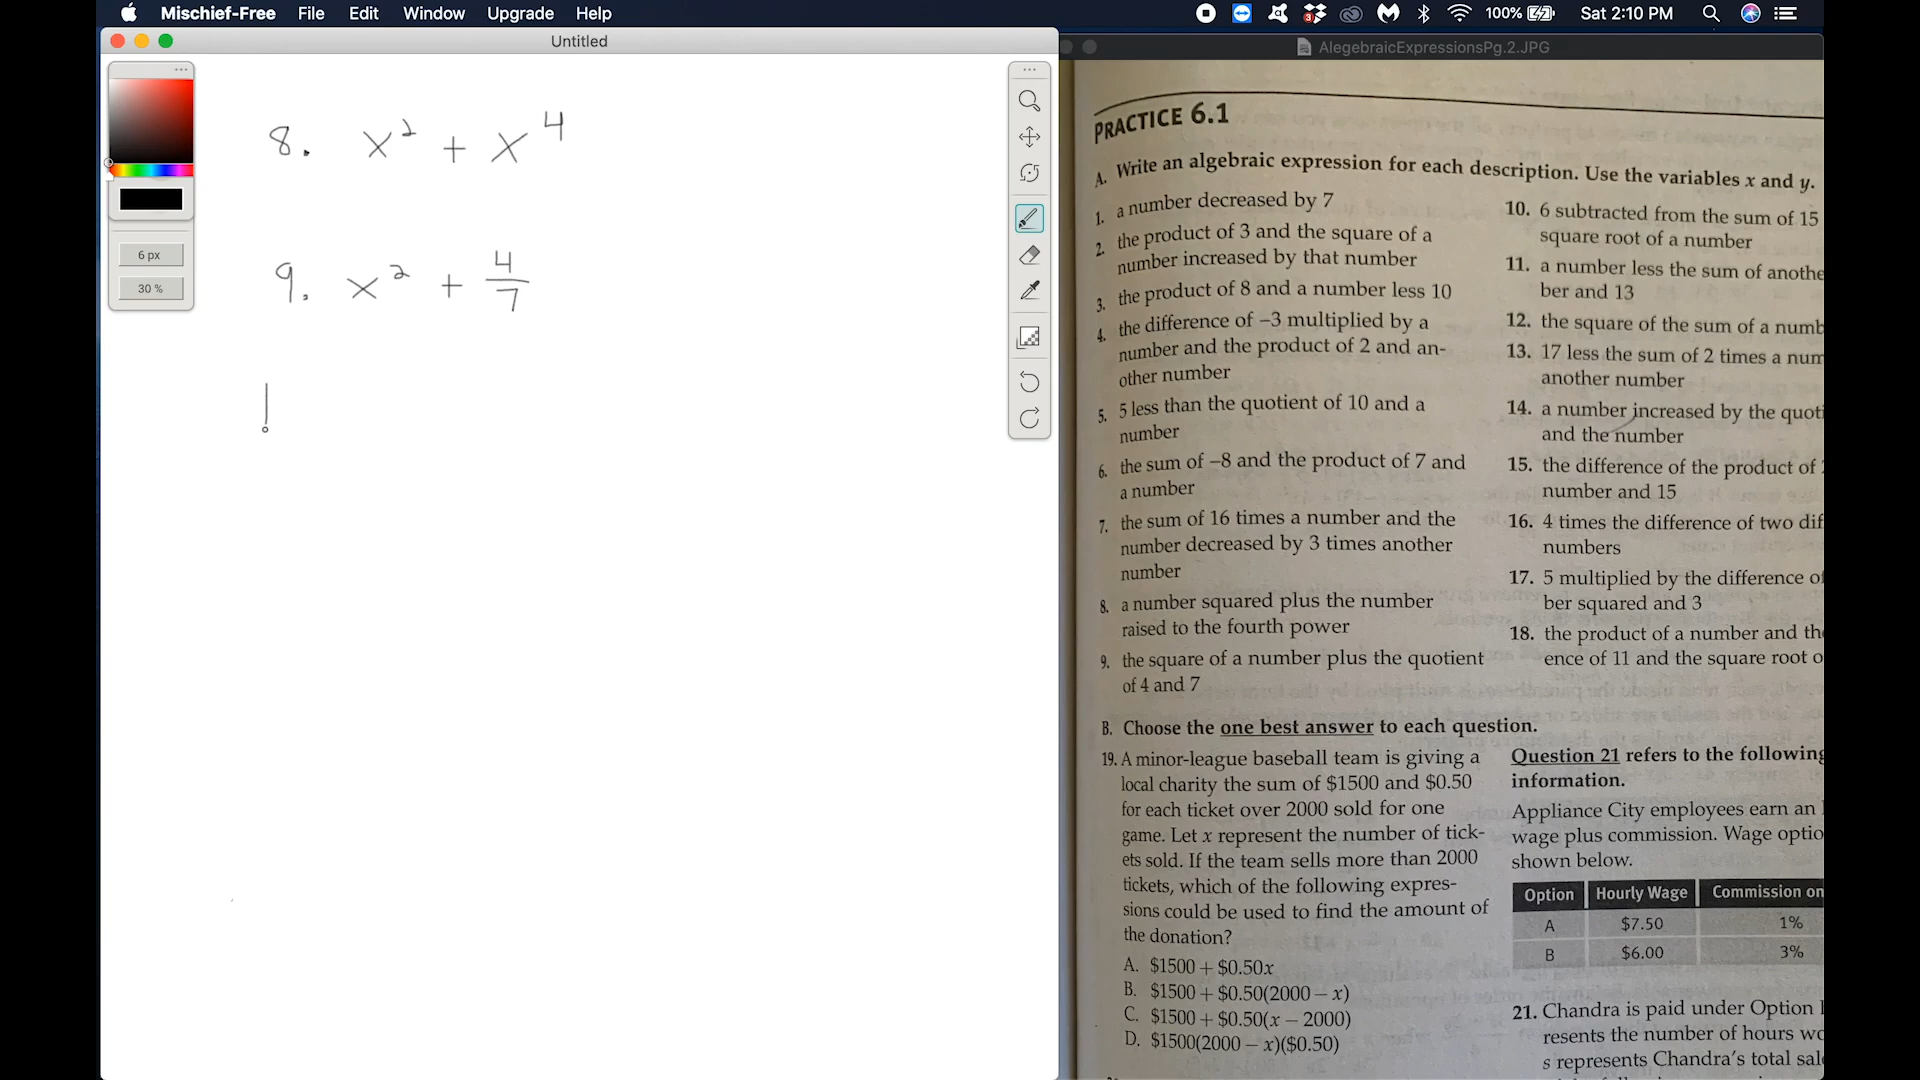 Mischief-Free File Edit Window Upgrade Help
3 100% Sat 2:10 PM
Untitled
AlegebraicExpressionsPg.2.JPG
6 px
30 %
8. x² + x⁴
9. x² + 4/7
PRACTICE 6.1
A. Write an algebraic expression for each description. Use the variables x and y.
1. a number decreased by 7
2. the product of 3 and the square of a
number increased by that number
3. the product of 8 and a number less 10
4. the difference of –3 multiplied by a
number and the product of 2 and an-
other number
5. 5 less than the quotient of 10 and a
number
6. the sum of –8 and the product of 7 and
a number
7. the sum of 16 times a number and the
number decreased by 3 times another
number
8. a number squared plus the number
raised to the fourth power
9. the square of a number plus the quotient
of 4 and 7
10. 6 subtracted from the sum of 15
square root of a number
11. a number less the sum of anothe
ber and 13
12. the square of the sum of a numb
13. 17 less the sum of 2 times a num
another number
14. a number increased by the quoti
and the number
15. the difference of the product of
number and 15
16. 4 times the difference of two dif
numbers
17. 5 multiplied by the difference of
ber squared and 3
18. the product of a number and th
ence of 11 and the square root o
B. Choose the one best answer to each question.
19. A minor-league baseball team is giving a
local charity the sum of $1500 and $0.50
for each ticket over 2000 sold for one
game. Let x represent the number of tick-
ets sold. If the team sells more than 2000
tickets, which of the following expres-
sions could be used to find the amount of
the donation?
A. $1500 + $0.50x
B. $1500 + $0.50(2000 – x)
C. $1500 + $0.50(x – 2000)
D. $1500(2000 – x)($0.50)
Question 21 refers to the following
information.
Appliance City employees earn an
wage plus commission. Wage optio
shown below.
Option Hourly Wage Commission on
A $7.50 1%
B $6.00 3%
21. Chandra is paid under Option
resents the number of hours wo
s represents Chandra's total sal